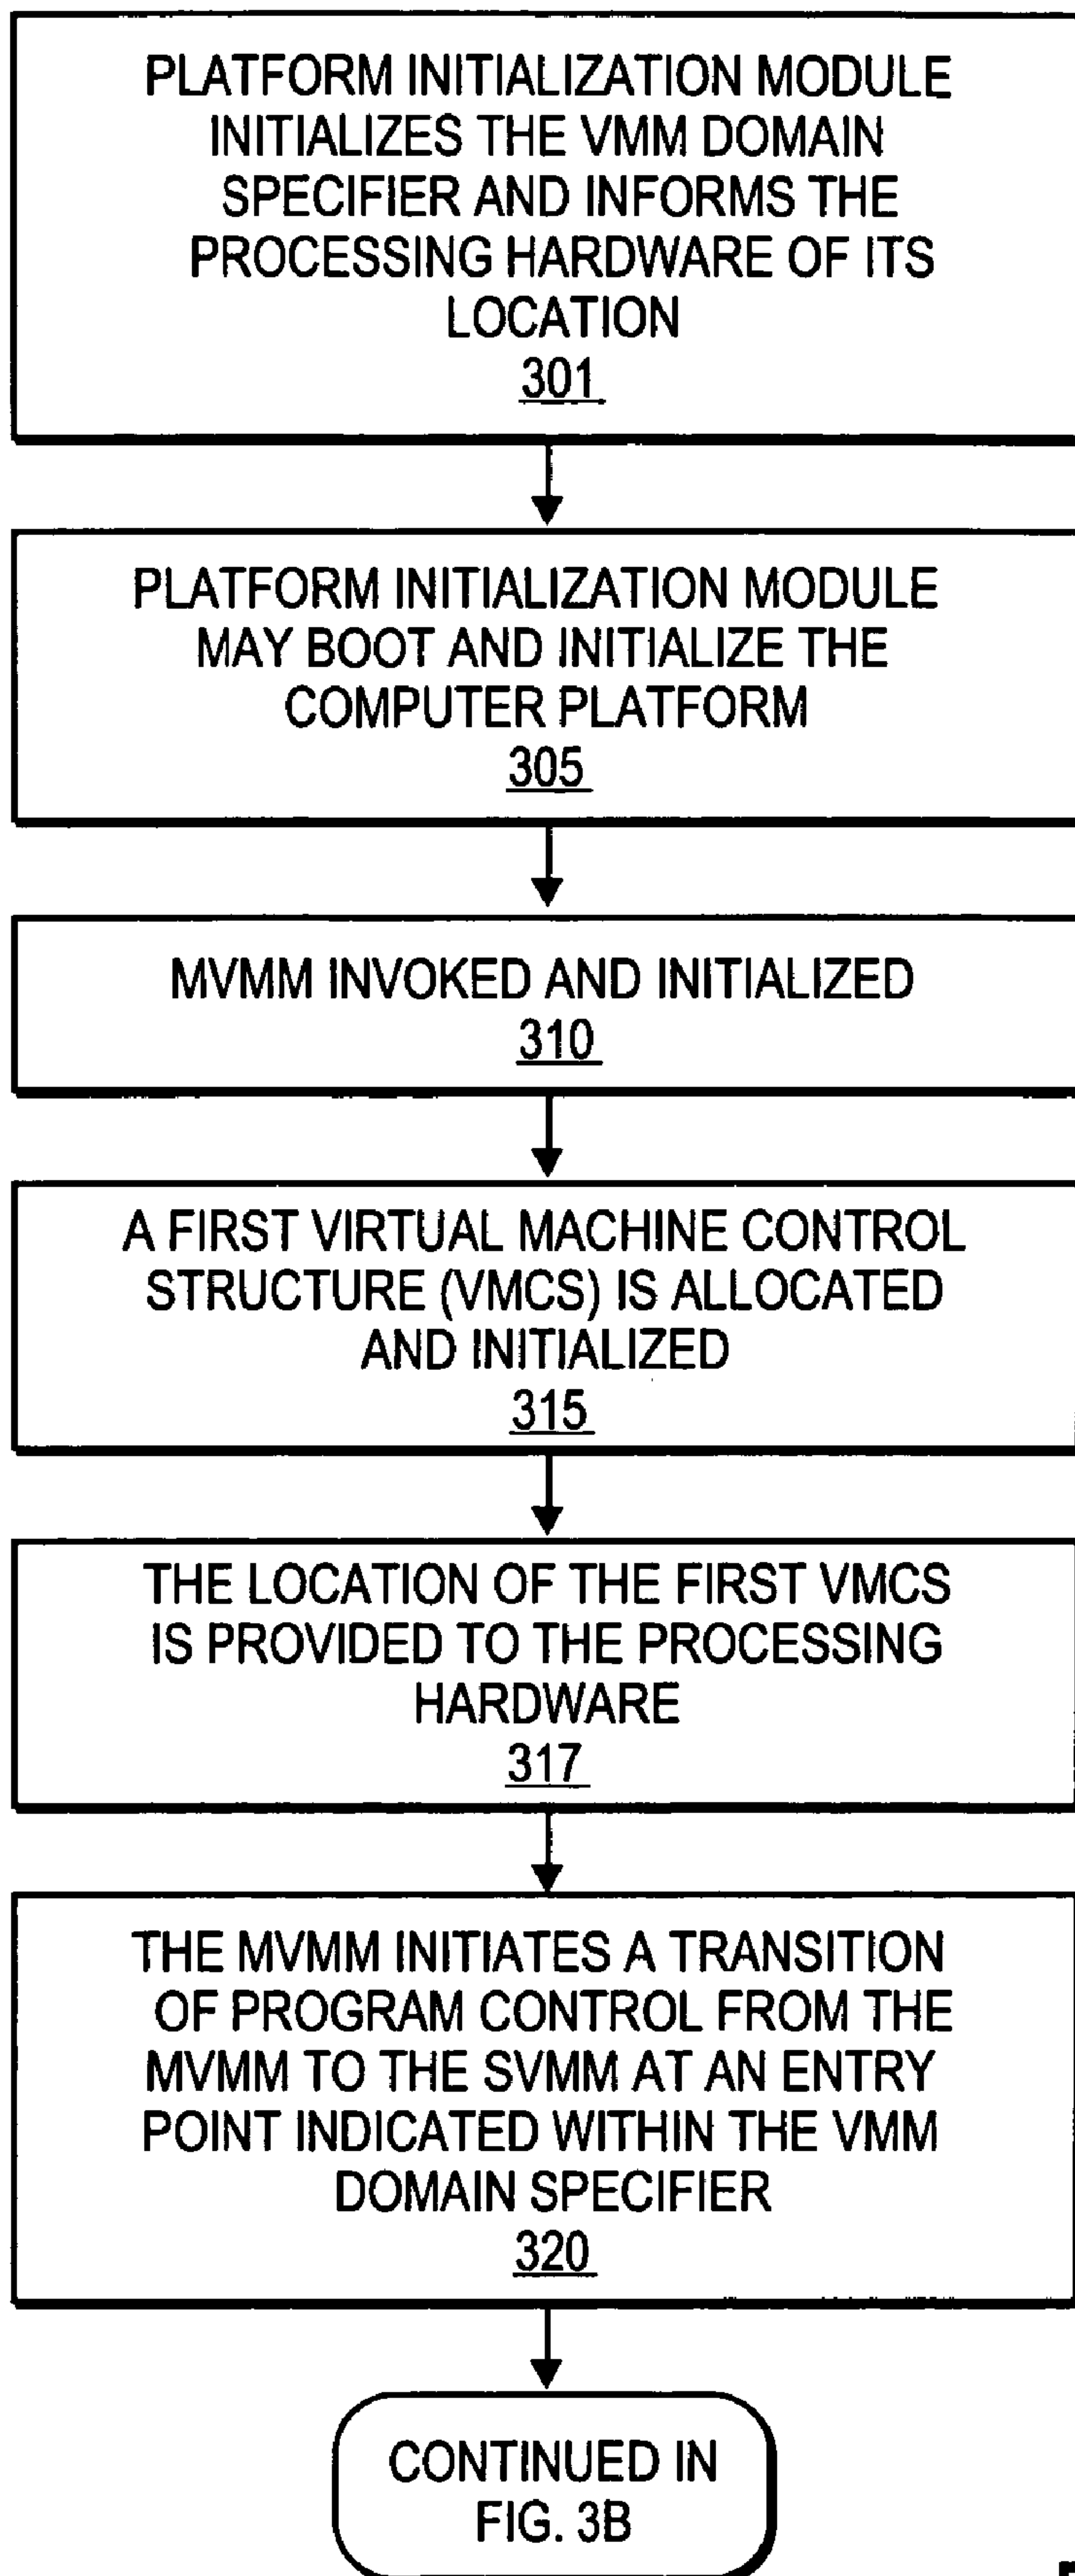 PLATFORM INITIALIZATION MODULE
INITIALIZES THE VMM DOMAIN
SPECIFIER AND INFORMS THE
PROCESSING HARDWARE OF ITS
LOCATION
301
PLATFORM INITIALIZATION MODULE
MAY BOOT AND INITIALIZE THE
COMPUTER PLATFORM
305
MVMM INVOKED AND INITIALIZED
310
A FIRST VIRTUAL MACHINE CONTROL
STRUCTURE (VMCS) IS ALLOCATED
AND INITIALIZED
315
THE LOCATION OF THE FIRST VMCS
IS PROVIDED TO THE PROCESSING
HARDWARE
317
THE MVMM INITIATES A TRANSITION
OF PROGRAM CONTROL FROM THE
MVMM TO THE SVMM AT AN ENTRY
POINT INDICATED WITHIN THE VMM
DOMAIN SPECIFIER
320
CONTINUED IN
FIG. 3B